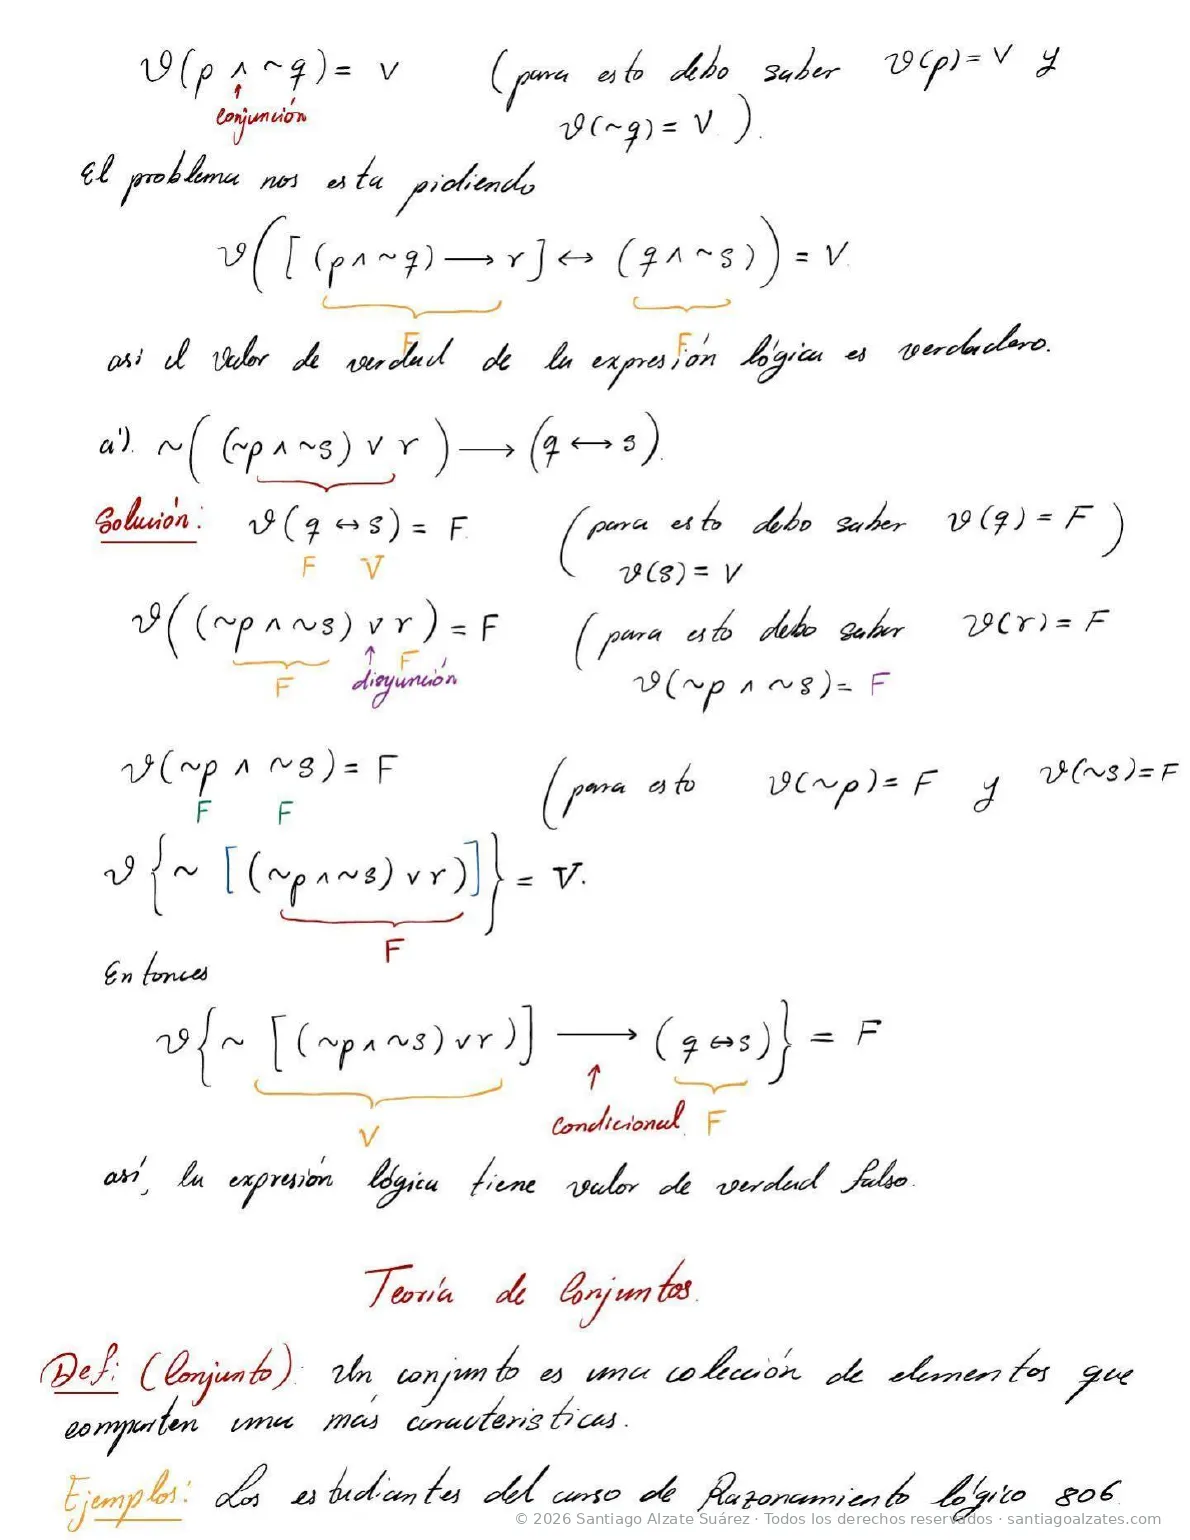 ϑ(p ∧ ~q) = V (para esto debo saber ϑ(p) = V y
↑
conjunción
ϑ(~q) = V ).
El problema nos esta pidiendo
ϑ([(p ∧ ~q) → r] ↔ (q ∧ ~s)) = V.
F F
asi el valor de verdad de la expresión lógica es verdadero.
a'). ~((~p ∧ ~s) ∨ r) → (q ↔ s).
Solución: ϑ(q ↔ s) = F. (para esto debo saber ϑ(q) = F )
F V ϑ(s) = V
ϑ((~p ∧ ~s) ∨ r) = F (para esto debo saber ϑ(r) = F
F ↑ F
disyunción ϑ(~p ∧ ~s) = F
ϑ(~p ∧ ~s) = F (para esto ϑ(~p) = F y ϑ(~s) = F
F F
ϑ{~ [(~p ∧ ~s) ∨ r)]} = V.
F
Entonces
ϑ{~ [(~p ∧ ~s) ∨ r)] → (q ↔ s)} = F
↑
V condicional. F
así, la expresión lógica tiene valor de verdad falso.
Teoría de Conjuntos.
Def: (Conjunto): Un conjunto es una colección de elementos que
comparten una más caracteristicas.
Ejemplos: Los estudiantes del curso de Razonamiento lógico 806
© 2026 Santiago Alzate Suárez · Todos los derechos reservados · santiagoalzates.com